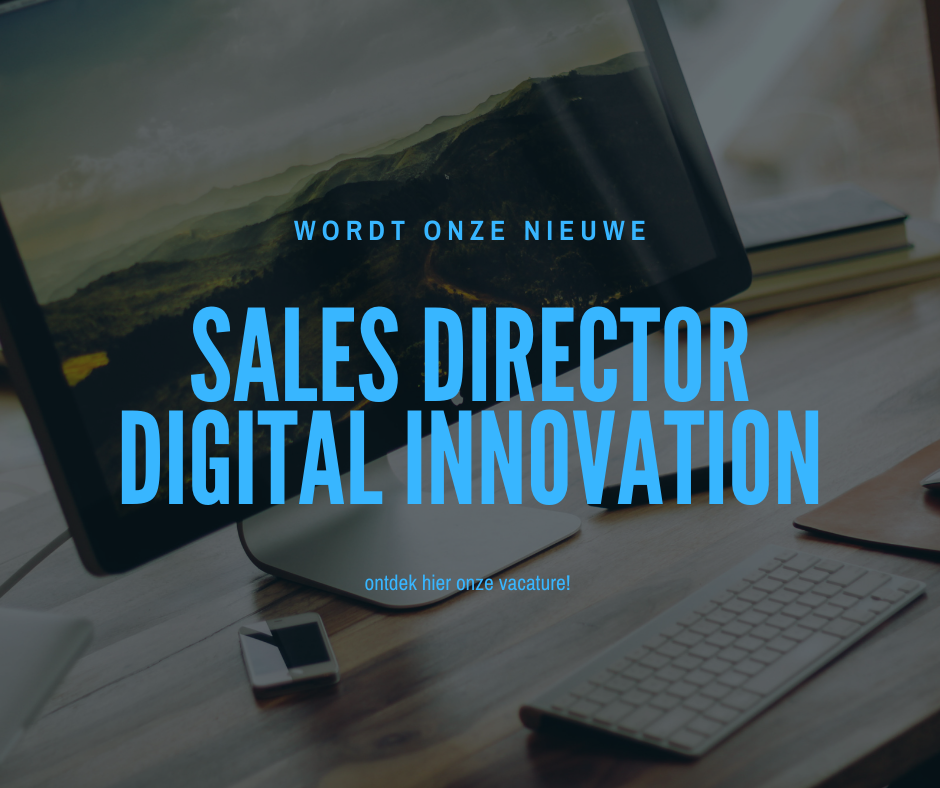 WORDT ONZE NIEUWE
SALES DIRECTOR
DIGITAL INNOVATION
ontdek hier onze vacature!